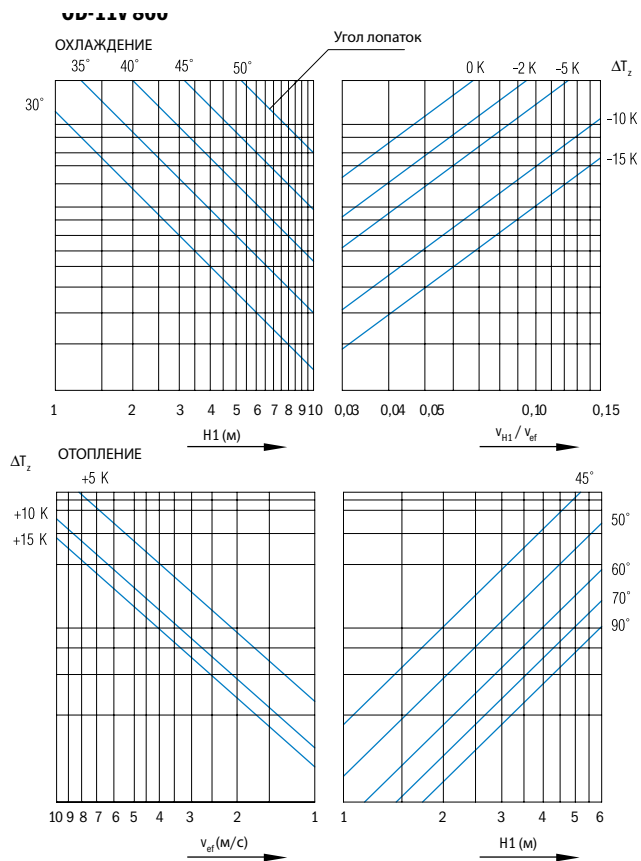 OD-11V 800
ОХЛАЖДЕНИЕ
Угол лопаток
30° 35° 40° 45° 50°
0 K -2 K -5 K ΔTz
-10 K
-15 K
1 2 3 4 5 6 7 8 9 10
H1 (м)
0,03 0,04 0,05 0,10 0,15
vH1 / vef
ΔTz ОТОПЛЕНИЕ
+5 K
+10 K
+15 K
45°
50°
60°
70°
90°
10 9 8 7 6 5 4 3 2 1
vef (м/с)
1 2 3 4 5 6
H1 (м)